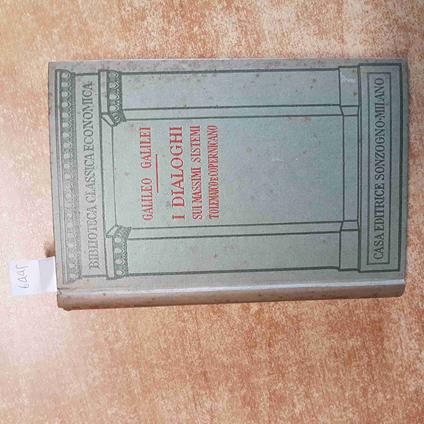 BIBLIOTECA CLASSICA ECONOMICA
GALILEO GALILEI
I DIALOGHI
SUI MASSIMI SISTEMI
TOLEMAICO E COPERNICANO
CASA EDITRICE SONZOGNO-MILANO